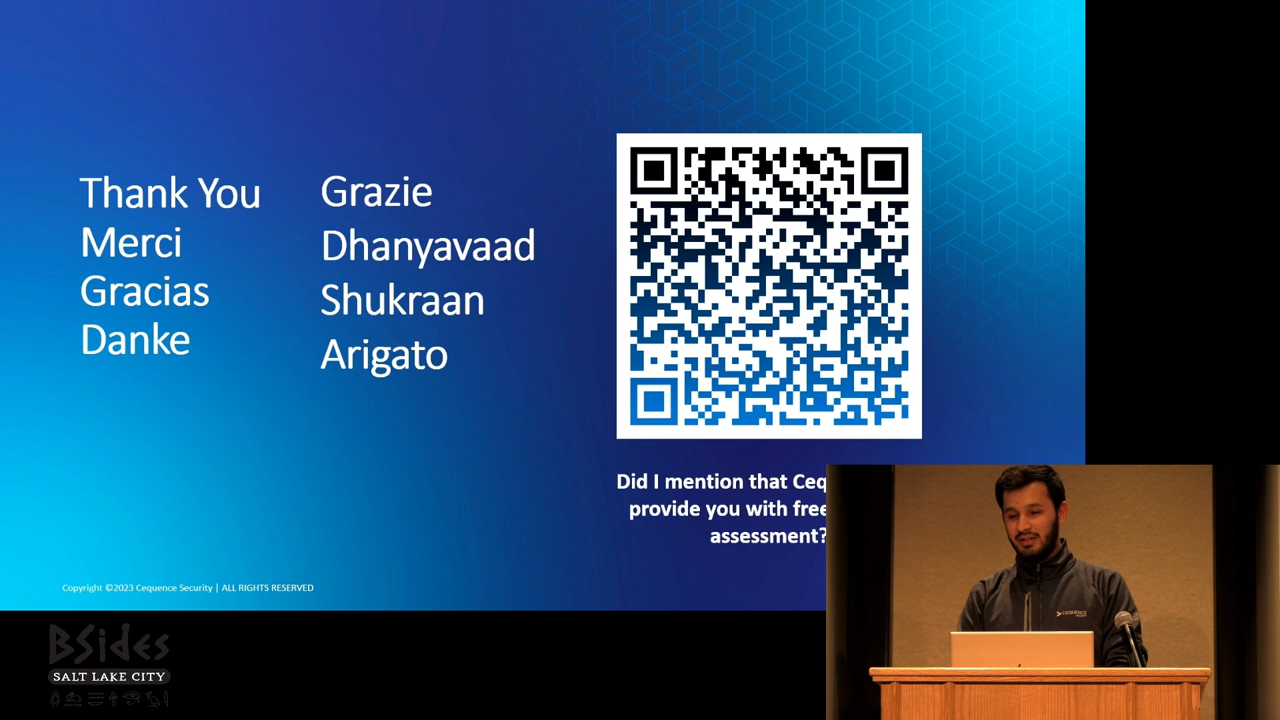 Thank You
Merci
Gracias
Danke
Grazie
Dhanyavaad
Shukraan
Arigato
Did I mention that Ceq
provide you with free
assessment?
Copyright ©2023 Cequence Security | ALL RIGHTS RESERVED
CEQUENCE
BSides
SALT LAKE CITY